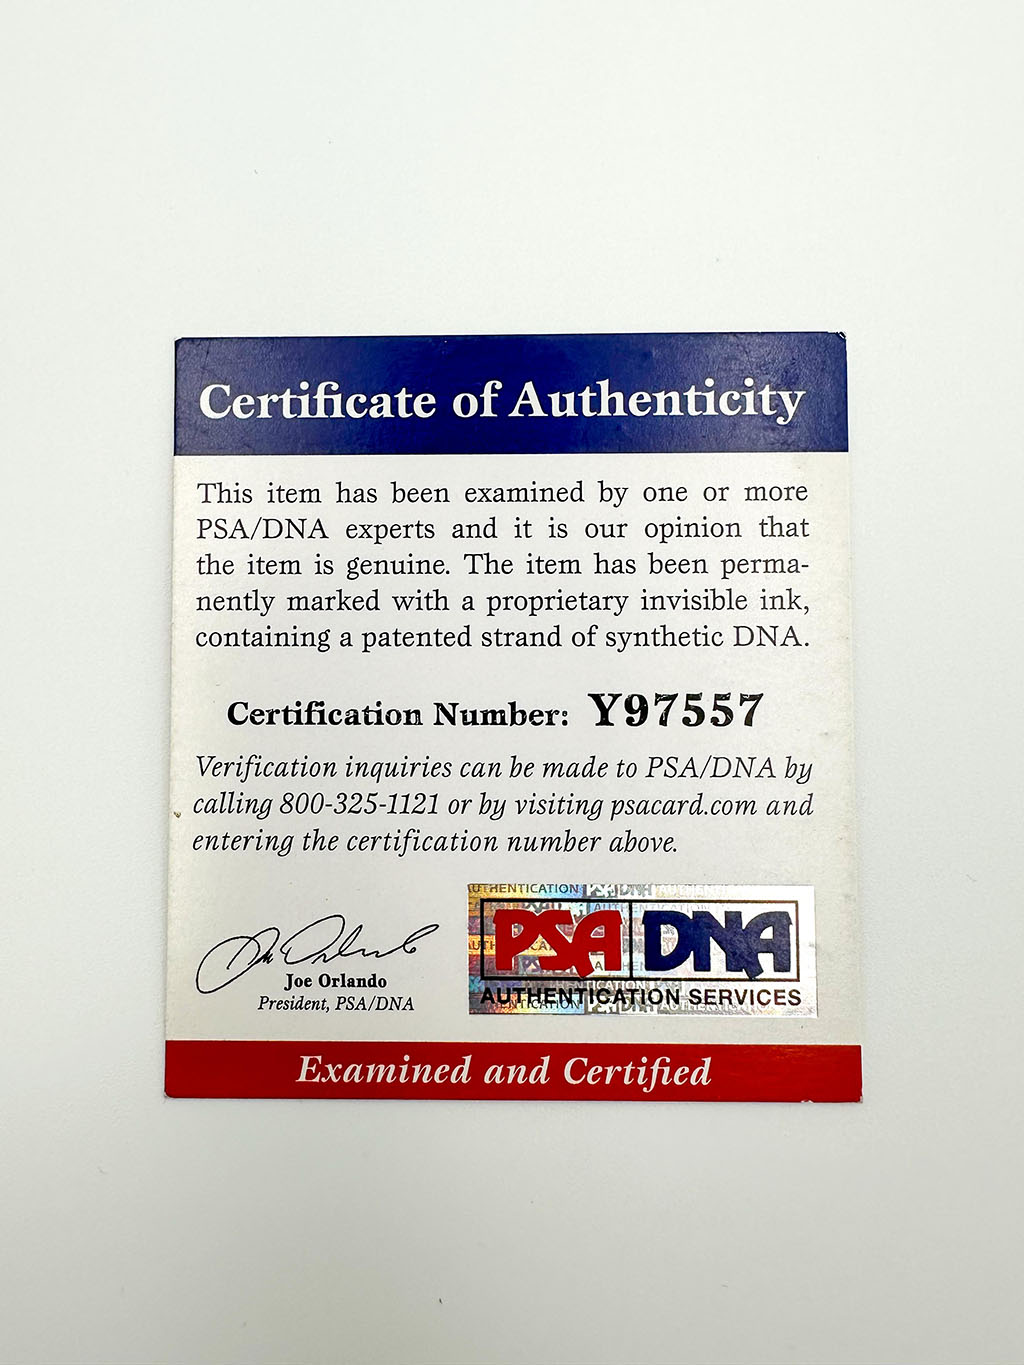 Certificate of Authenticity
This item has been examined by one or more
PSA/DNA experts and it is our opinion that
the item is genuine. The item has been perma-
nently marked with a proprietary invisible ink,
containing a patented strand of synthetic DNA.
Certification Number: Y97557
Verification inquiries can be made to PSA/DNA by
calling 800-325-1121 or by visiting psacard.com and
entering the certification number above.
Joe Orlando
President, PSA/DNA
UTHENTICATION PSA/DNA AUTHENTI
PSA DNA
AUTHENTICATION SERVICES
Examined and Certified